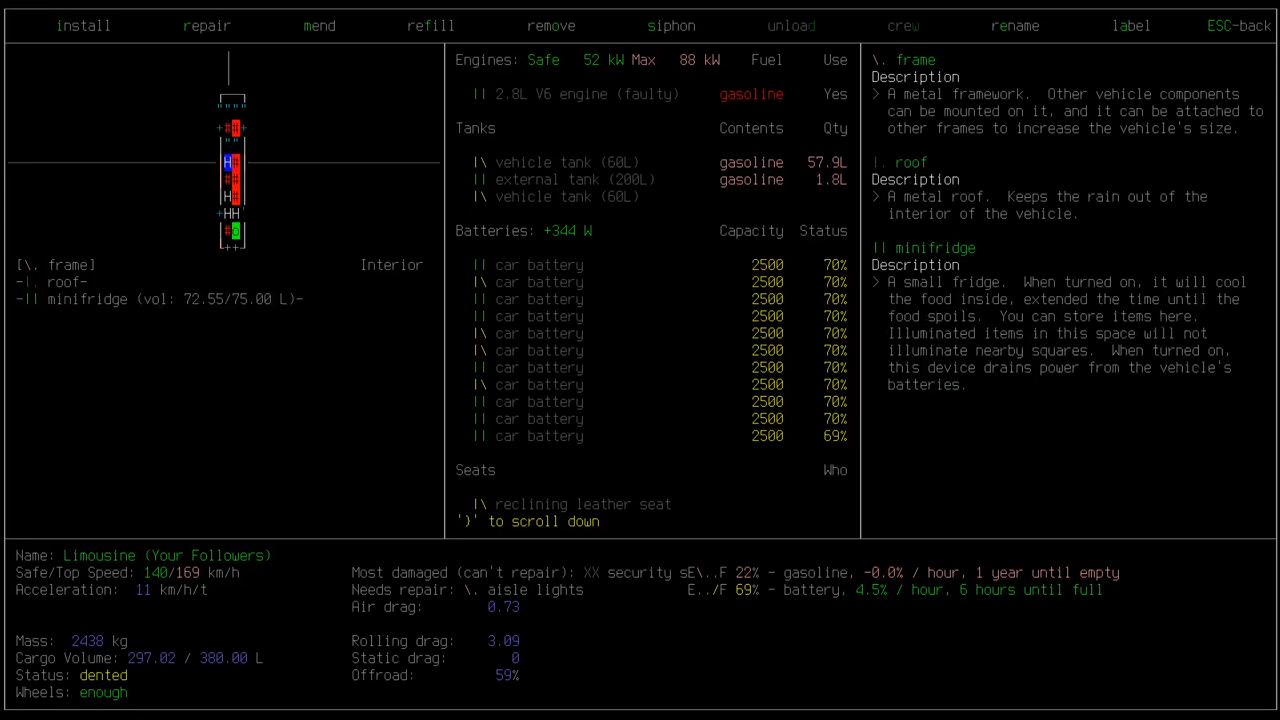 install repair mend refill remove siphon unload crew rename label ESC-back
Engines: Safe 52 kW Max 88 kW Fuel Use
|| 2.8L V6 engine (faulty) gasoline Yes
Tanks Contents Qty
|\ vehicle tank (60L) gasoline 57.9L
|| external tank (200L) gasoline 1.8L
|\ vehicle tank (60L)
Batteries: +344 W Capacity Status
|| car battery 2500 70%
|\ car battery 2500 70%
|| car battery 2500 70%
|| car battery 2500 70%
|\ car battery 2500 70%
|\ car battery 2500 70%
|| car battery 2500 70%
|\ car battery 2500 70%
|| car battery 2500 70%
|| car battery 2500 70%
|| car battery 2500 69%
Seats Who
|\ reclining leather seat
'}' to scroll down
[\. frame] Interior
-|. roof-
-|| minifridge (vol: 72.55/75.00 L)-
\. frame
Description
> A metal framework. Other vehicle components
can be mounted on it, and it can be attached to
other frames to increase the vehicle's size.
|. roof
Description
> A metal roof. Keeps the rain out of the
interior of the vehicle.
|| minifridge
Description
> A small fridge. When turned on, it will cool
the food inside, extended the time until the
food spoils. You can store items here.
Illuminated items in this space will not
illuminate nearby squares. When turned on,
this device drains power from the vehicle's
batteries.
Name: Limousine (Your Followers)
Safe/Top Speed: 140/169 km/h
Acceleration: 11 km/h/t
Mass: 2438 kg
Cargo Volume: 297.02 / 380.00 L
Status: dented
Wheels: enough
Most damaged (can't repair): XX security s
Needs repair: \. aisle lights
Air drag: 0.73
Rolling drag: 3.09
Static drag: 0
Offroad: 59%
E\..F 22% - gasoline, -0.0% / hour, 1 year until empty
E../F 69% - battery, 4.5% / hour, 6 hours until full